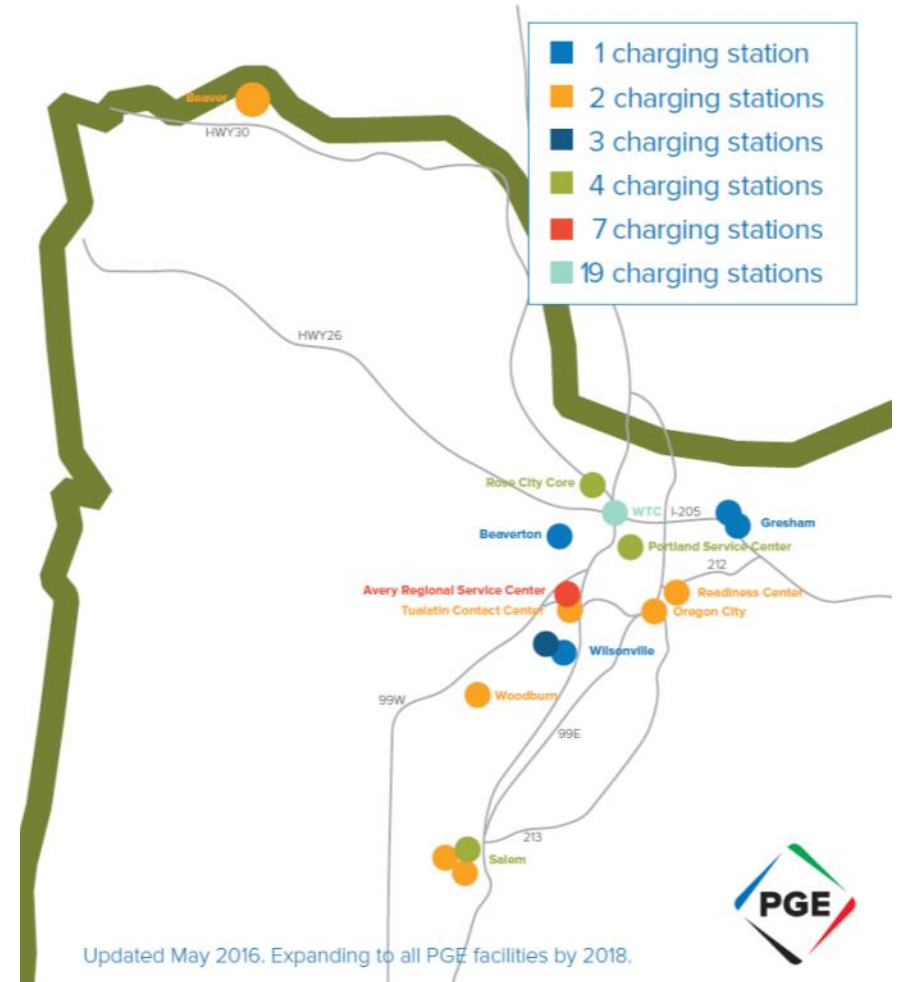 1 charging station
2 charging stations
3 charging stations
4 charging stations
7 charging stations
19 charging stations
Beaver
HWY30
HWY26
Rose City Core
WTC
I-205
Gresham
Beaverton
Portland Service Center
212
Avery Regional Service Center
Readiness Center
Tualatin Contact Center
Oregon City
Wilsonville
99W
Woodburn
99E
213
Salem
PGE
Updated May 2016. Expanding to all PGE facilities by 2018.